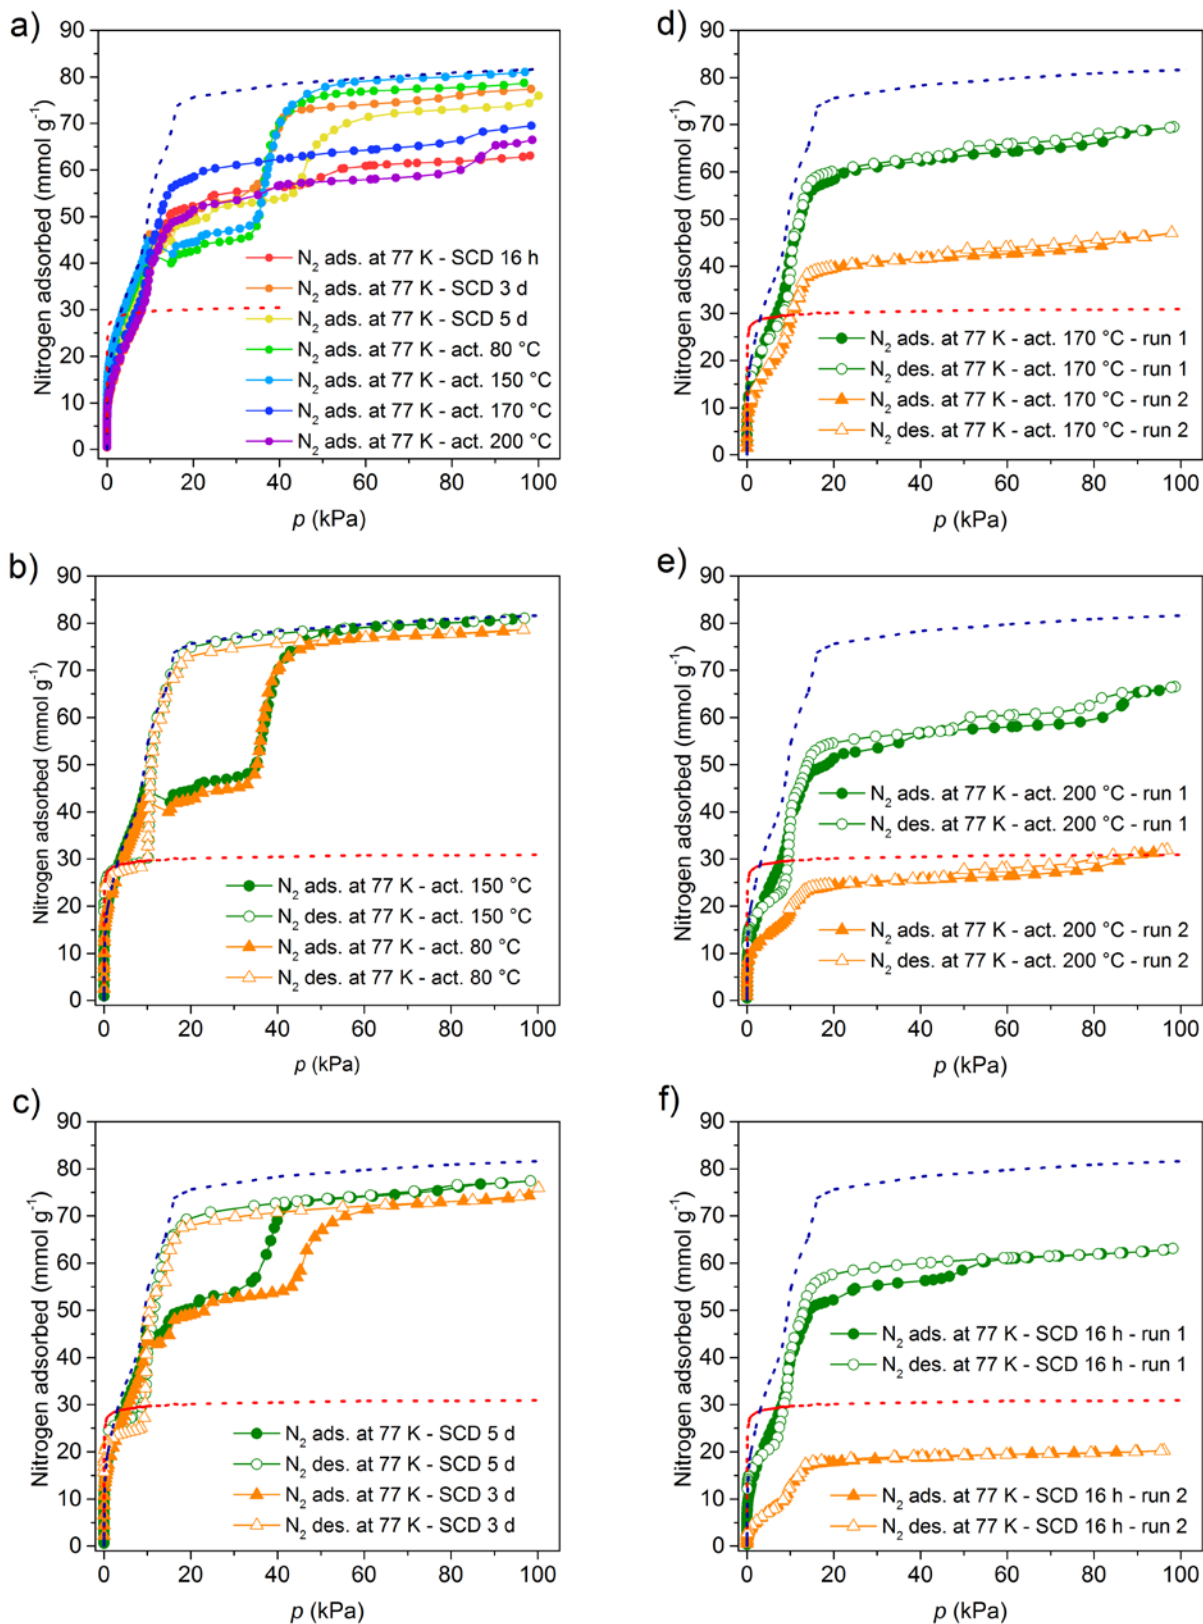 a)
Nitrogen adsorbed (mmol g⁻¹)
90
80
70
60
50
40
30
20
10
0
N₂ ads. at 77 K - SCD 16 h
N₂ ads. at 77 K - SCD 3 d
N₂ ads. at 77 K - SCD 5 d
N₂ ads. at 77 K - act. 80 °C
N₂ ads. at 77 K - act. 150 °C
N₂ ads. at 77 K - act. 170 °C
N₂ ads. at 77 K - act. 200 °C
0 20 40 60 80 100
p (kPa)
b)
Nitrogen adsorbed (mmol g⁻¹)
90
80
70
60
50
40
30
20
10
0
N₂ ads. at 77 K - act. 150 °C
N₂ des. at 77 K - act. 150 °C
N₂ ads. at 77 K - act. 80 °C
N₂ des. at 77 K - act. 80 °C
0 20 40 60 80 100
p (kPa)
c)
Nitrogen adsorbed (mmol g⁻¹)
90
80
70
60
50
40
30
20
10
0
N₂ ads. at 77 K - SCD 5 d
N₂ des. at 77 K - SCD 5 d
N₂ ads. at 77 K - SCD 3 d
N₂ des. at 77 K - SCD 3 d
0 20 40 60 80 100
p (kPa)
d)
Nitrogen adsorbed (mmol g⁻¹)
90
80
70
60
50
40
30
20
10
0
N₂ ads. at 77 K - act. 170 °C - run 1
N₂ des. at 77 K - act. 170 °C - run 1
N₂ ads. at 77 K - act. 170 °C - run 2
N₂ des. at 77 K - act. 170 °C - run 2
0 20 40 60 80 100
p (kPa)
e)
Nitrogen adsorbed (mmol g⁻¹)
90
80
70
60
50
40
30
20
10
0
N₂ ads. at 77 K - act. 200 °C - run 1
N₂ des. at 77 K - act. 200 °C - run 1
N₂ ads. at 77 K - act. 200 °C - run 2
N₂ des. at 77 K - act. 200 °C - run 2
0 20 40 60 80 100
p (kPa)
f)
Nitrogen adsorbed (mmol g⁻¹)
90
80
70
60
50
40
30
20
10
0
N₂ ads. at 77 K - SCD 16 h - run 1
N₂ des. at 77 K - SCD 16 h - run 1
N₂ ads. at 77 K - SCD 16 h - run 2
N₂ des. at 77 K - SCD 16 h - run 2
0 20 40 60 80 100
p (kPa)